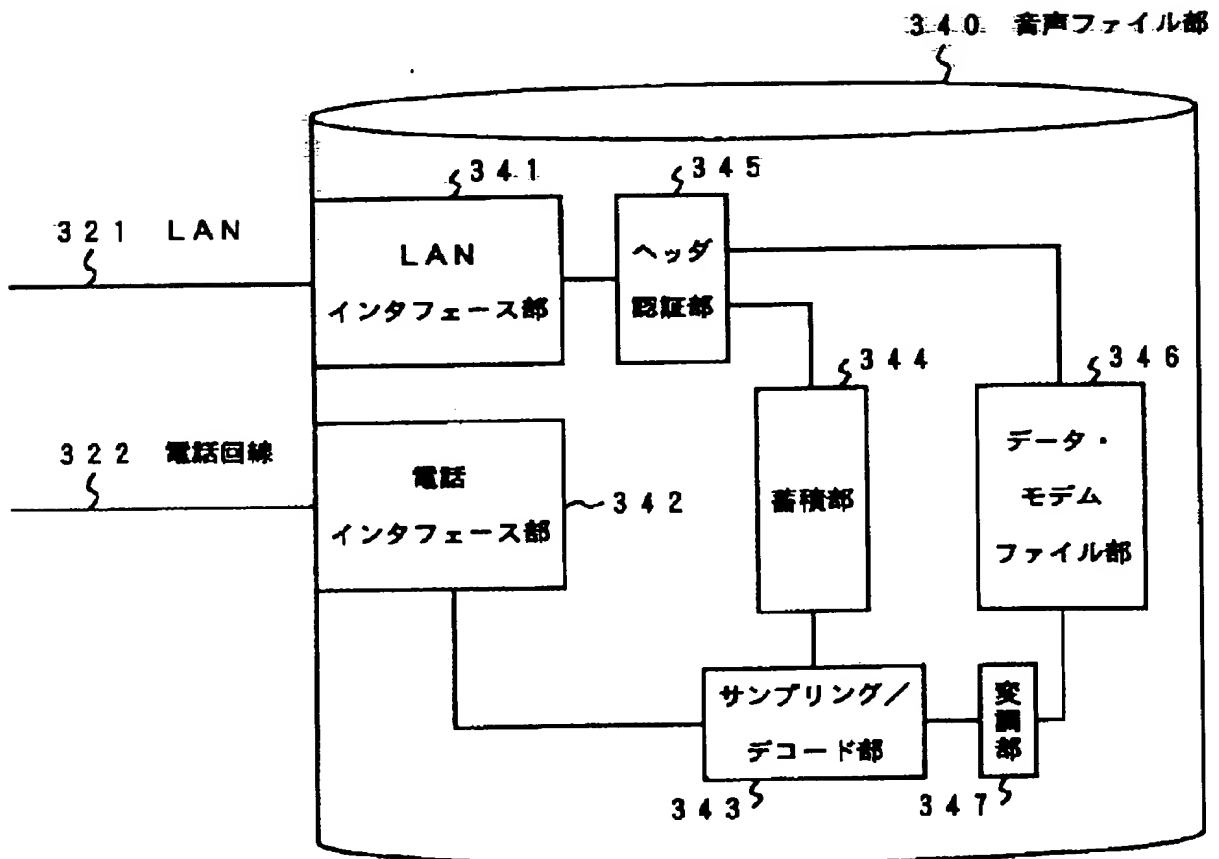 ３４０ 音声ファイル部
３４１
３４５
３２１ ＬＡＮ
ＬＡＮ
インタフェース部
ヘッダ
認証部
３４４
３４６
３２２ 電話回線
電話
インタフェース部
３４２
蓄積部
データ・
モデム
ファイル部
サンプリング／
デコード部
変調部
３４３
３４７